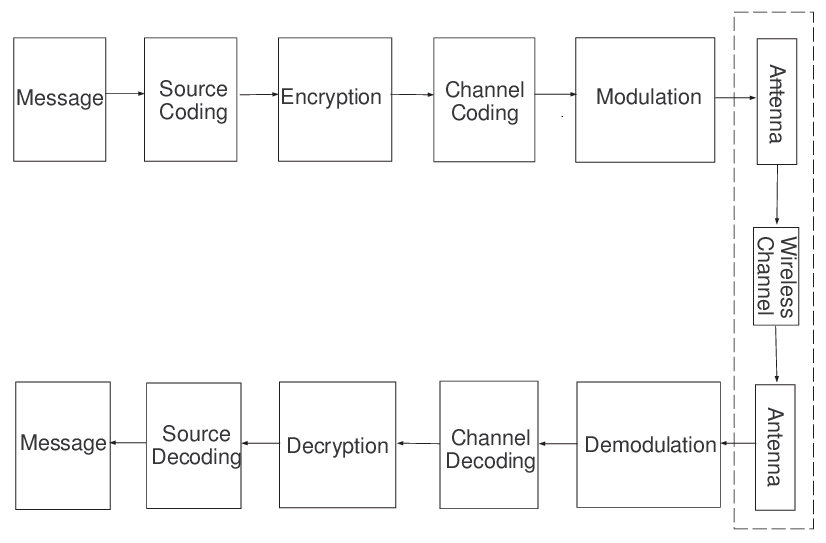 Message
Source
Coding
Encryption
Channel
Coding
Modulation
Antenna
Wireless
Channel
Antenna
Demodulation
Channel
Decoding
Decryption
Source
Decoding
Message